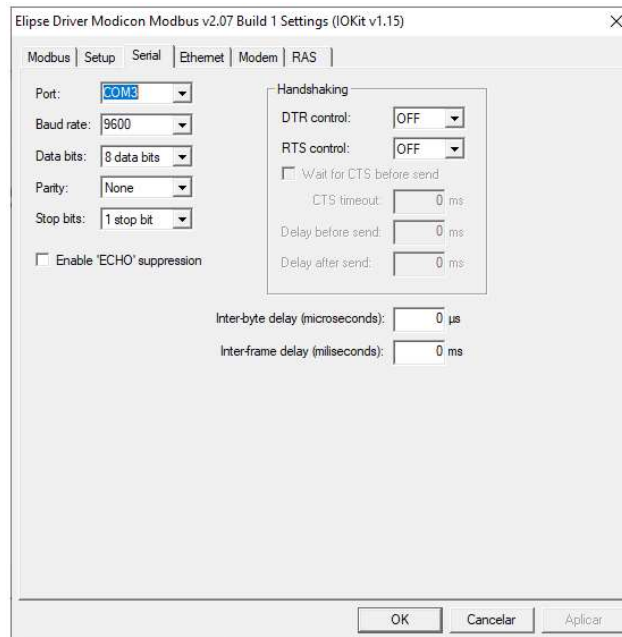 Elipse Driver Modicon Modbus v2.07 Build 1 Settings (IOKit v1.15)
Modbus Setup Serial Ethernet Modem RAS
Port: COM3
Baud rate: 9600
Data bits: 8 data bits
Parity: None
Stop bits: 1 stop bit
Enable 'ECHO' suppression
Handshaking
DTR control: OFF
RTS control: OFF
Wait for CTS before send
CTS timeout: 0 ms
Delay before send: 0 ms
Delay after send: 0 ms
Inter-byte delay (microseconds): 0 µs
Inter-frame delay (miliseconds): 0 ms
OK Cancelar Aplicar